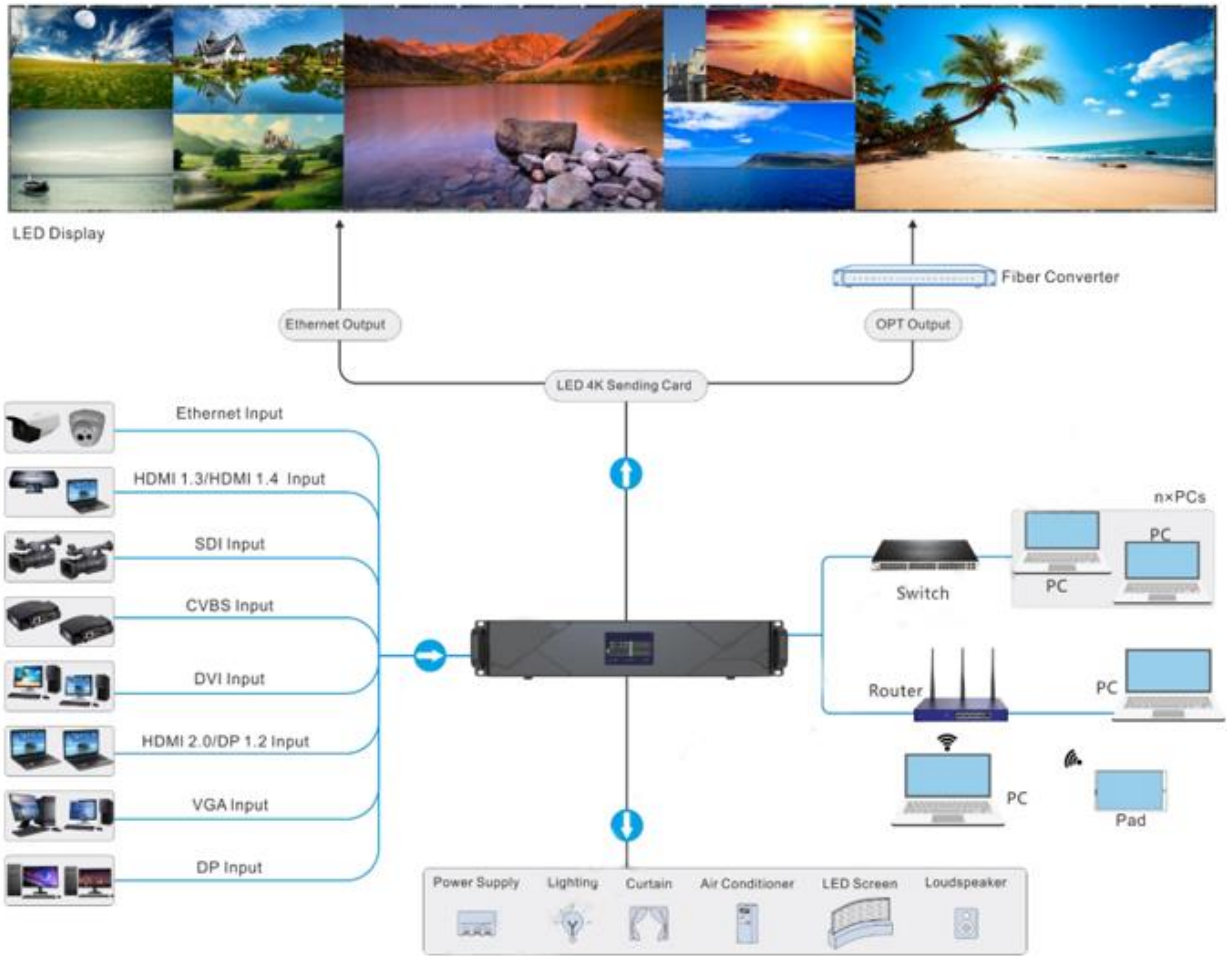 LED Display
Fiber Converter
Ethernet Output
OPT Output
LED 4K Sending Card
Ethernet Input
HDMI 1.3/HDMI 1.4 Input
SDI Input
CVBS Input
DVI Input
HDMI 2.0/DP 1.2 Input
VGA Input
DP Input
n×PCs
PC
PC
Switch
Router
PC
PC
Pad
Power Supply
Lighting
Curtain
Air Conditioner
LED Screen
Loudspeaker